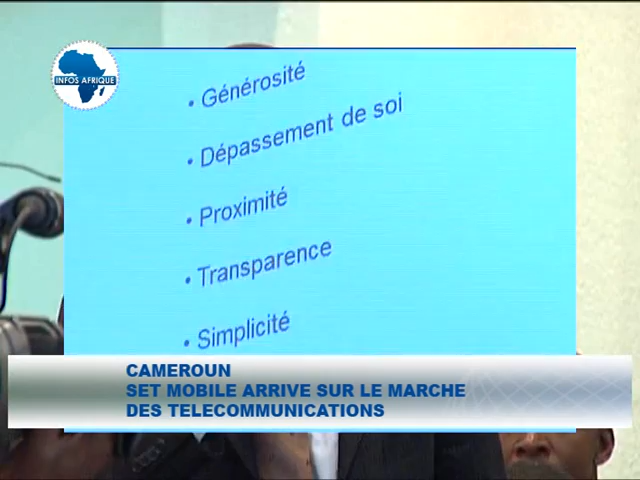 INFOS AFRIQUE
• Générosité
• Dépassement de soi
• Proximité
• Transparence
• Simplicité
CAMEROUN
SET MOBILE ARRIVE SUR LE MARCHE
DES TELECOMMUNICATIONS